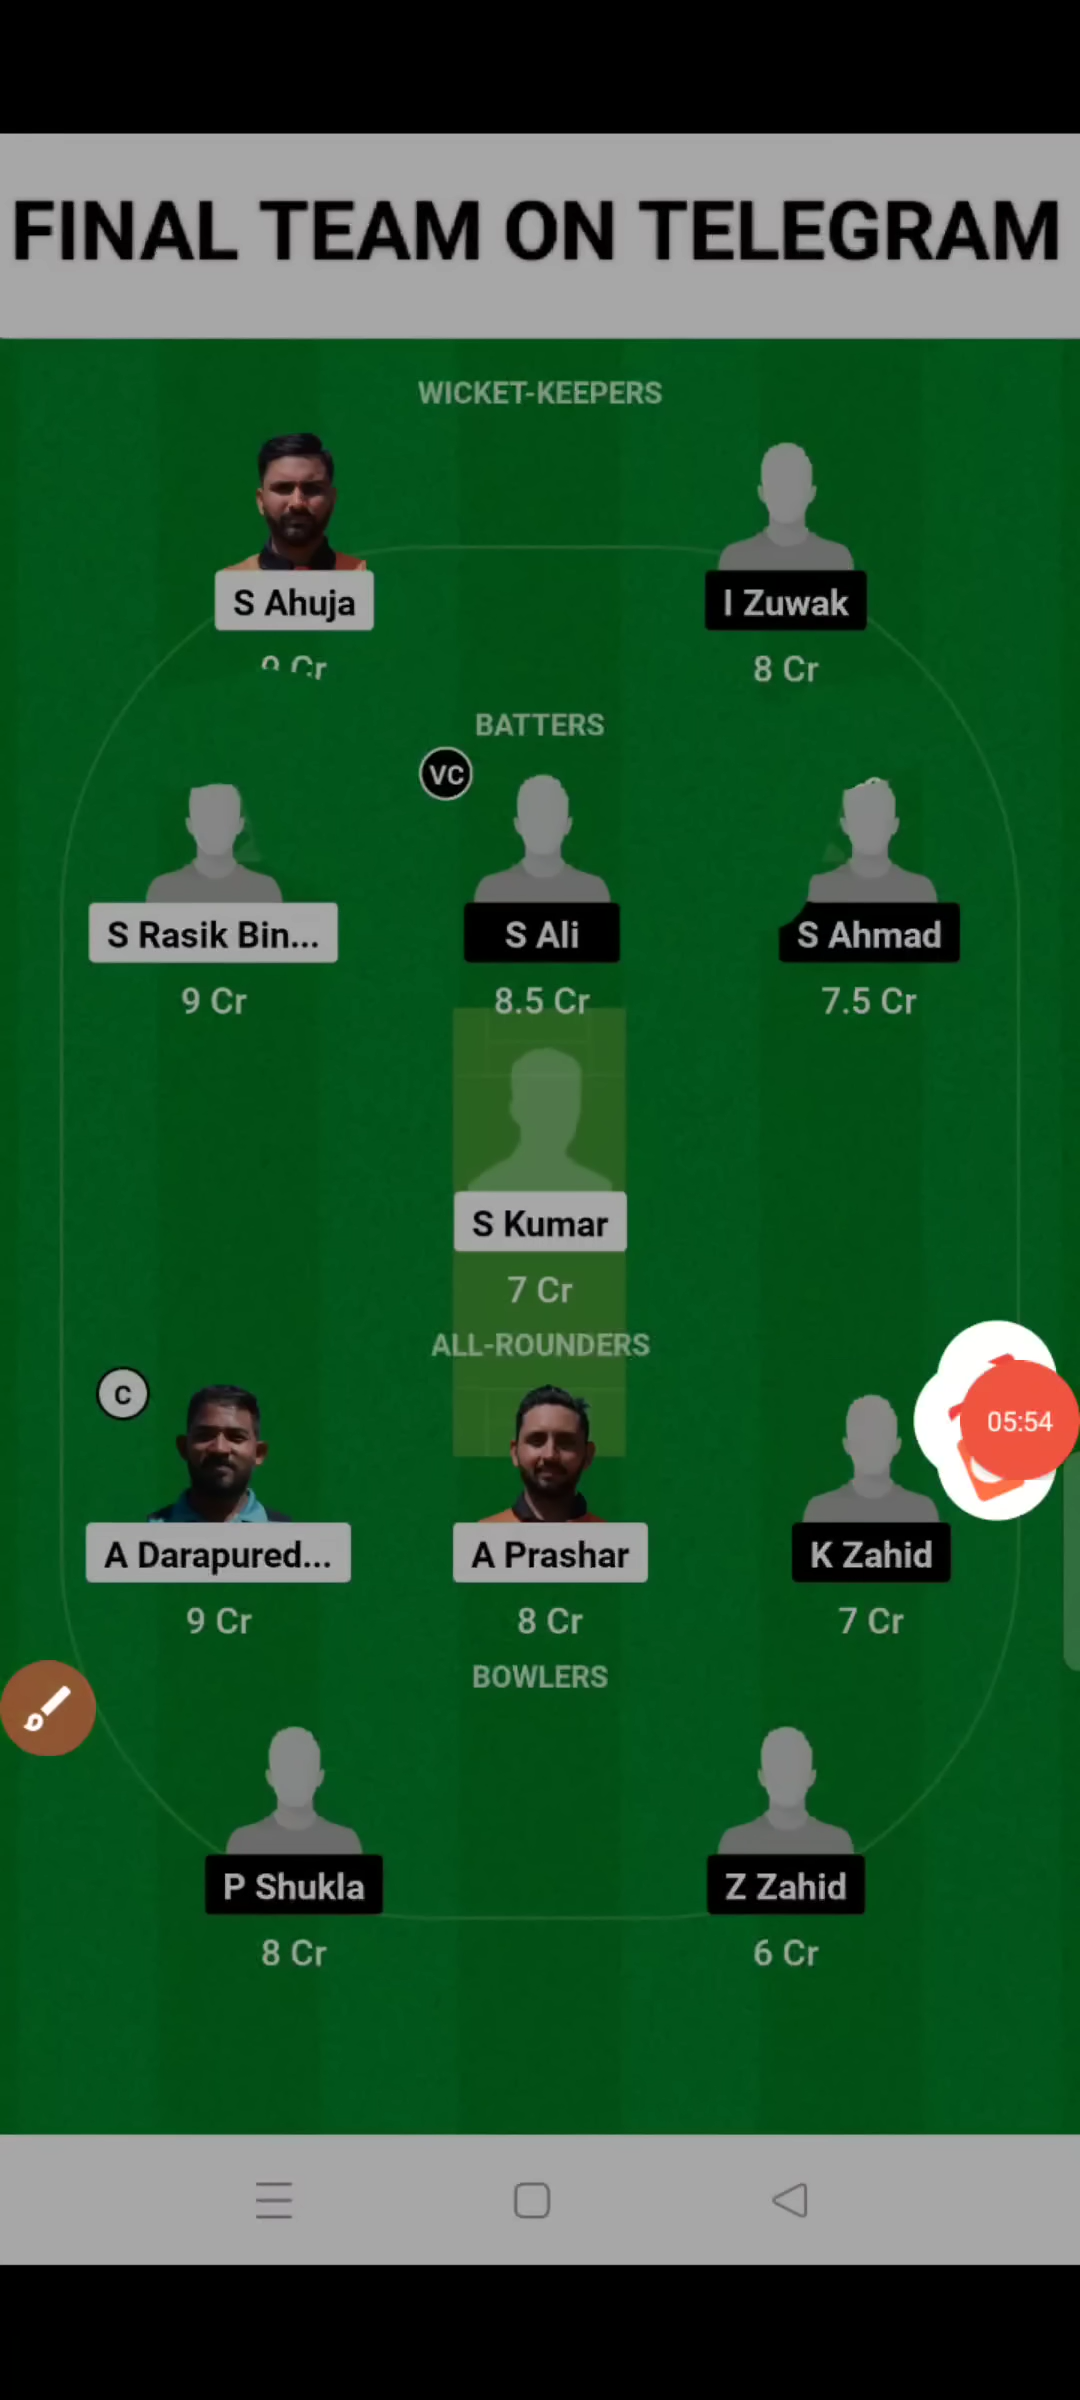 FINAL TEAM ON TELEGRAM
WICKET-KEEPERS
S Ahuja
I Zuwak
Cr
8 Cr
BATTERS
VC
S Rasik Bin...
S Ali
S Ahmad
9 Cr
8.5 Cr
7.5 Cr
S Kumar
7 Cr
ALL-ROUNDERS
C
05:54
A Darapured...
A Prashar
K Zahid
9 Cr
8 Cr
7 Cr
BOWLERS
P Shukla
Z Zahid
8 Cr
6 Cr